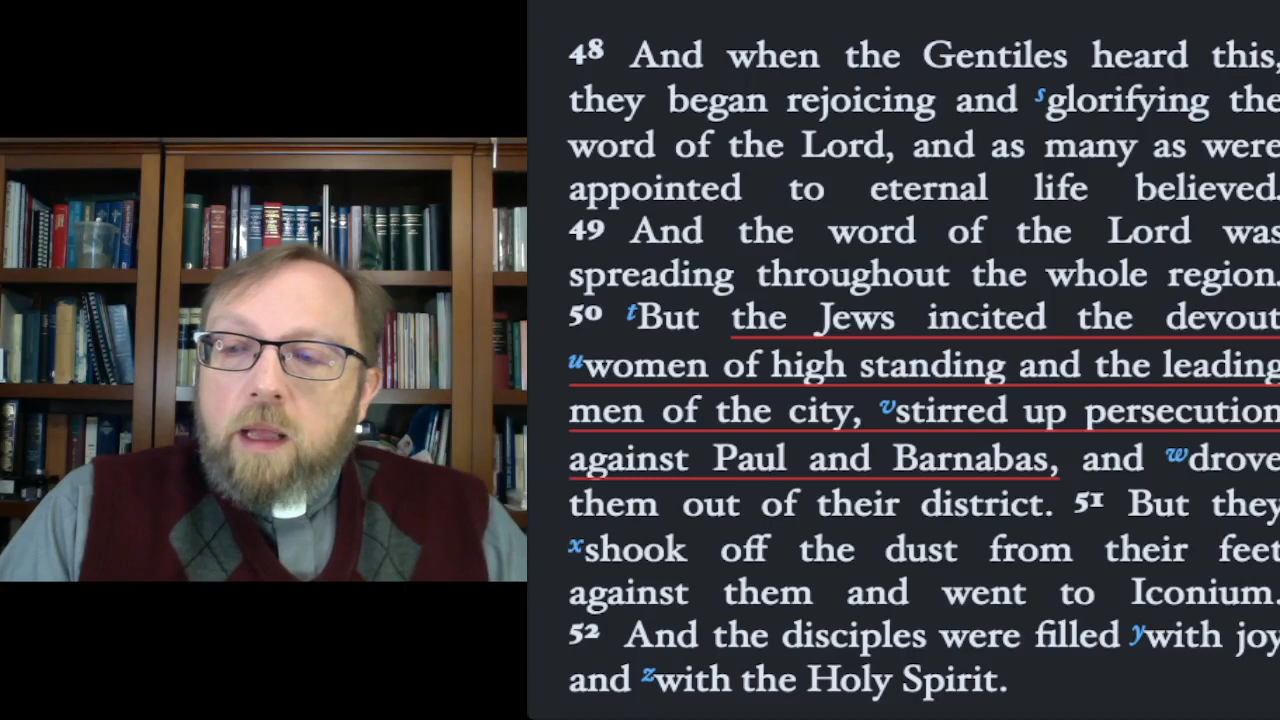 48 And when the Gentiles heard this,
they began rejoicing and sglorifying the
word of the Lord, and as many as were
appointed to eternal life believed.
49 And the word of the Lord was
spreading throughout the whole region.
50 tBut the Jews incited the devout
uwomen of high standing and the leading
men of the city, vstirred up persecution
against Paul and Barnabas, and wdrove
them out of their district. 51 But they
xshook off the dust from their feet
against them and went to Iconium.
52 And the disciples were filled ywith joy
and zwith the Holy Spirit.